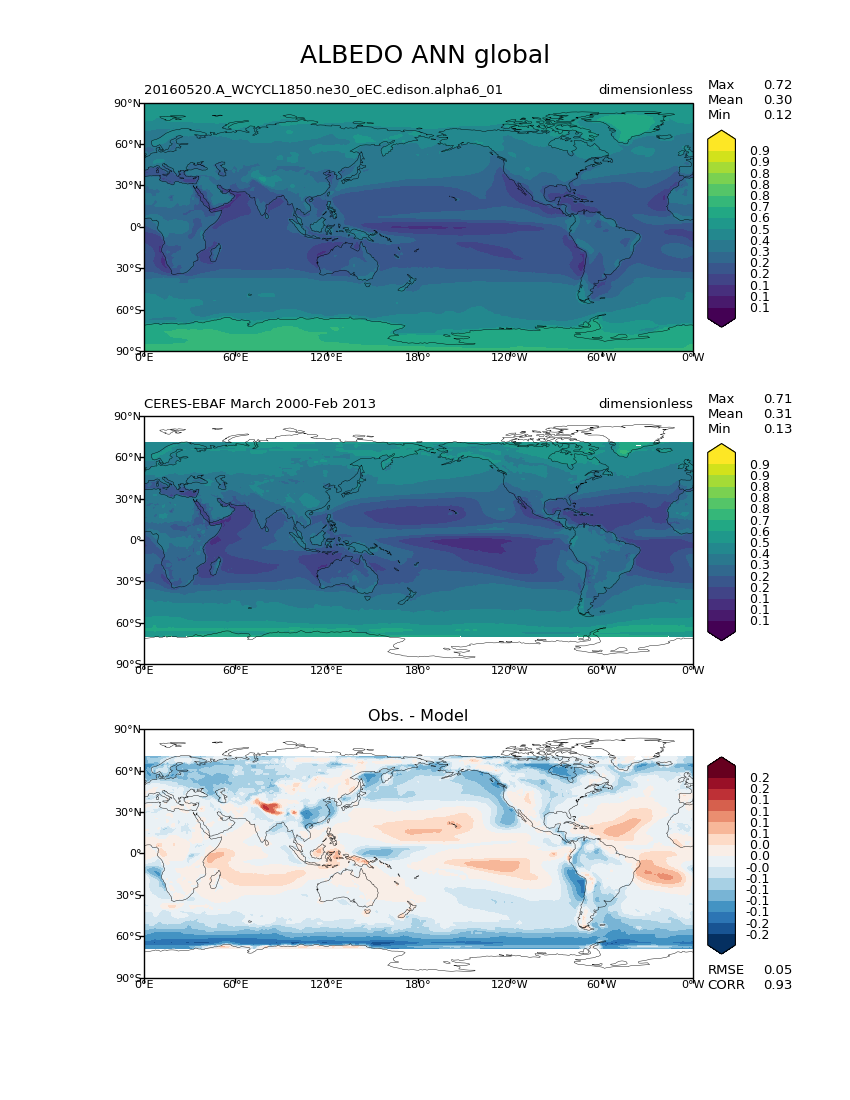 ALBEDO ANN global
20160520.A_WCYCL1850.ne30_oEC.edison.alpha6_01 dimensionless
Max 0.72
Mean 0.30
Min 0.12
90°N
60°N
30°N
0°
30°S
60°S
90°S
0°E 60°E 120°E 180° 120°W 60°W 0°W
0.9
0.9
0.8
0.8
0.8
0.7
0.6
0.5
0.4
0.3
0.2
0.2
0.1
0.1
0.1
CERES-EBAF March 2000-Feb 2013 dimensionless
Max 0.71
Mean 0.31
Min 0.13
90°N
60°N
30°N
0°
30°S
60°S
90°S
0°E 60°E 120°E 180° 120°W 60°W 0°W
0.9
0.9
0.8
0.8
0.8
0.7
0.6
0.5
0.4
0.3
0.2
0.2
0.1
0.1
0.1
Obs. - Model
90°N
60°N
30°N
0°
30°S
60°S
90°S
0°E 60°E 120°E 180° 120°W 60°W 0°W
0.2
0.2
0.1
0.1
0.1
0.1
0.0
0.0
-0.0
-0.1
-0.1
-0.1
-0.1
-0.2
-0.2
RMSE 0.05
CORR 0.93